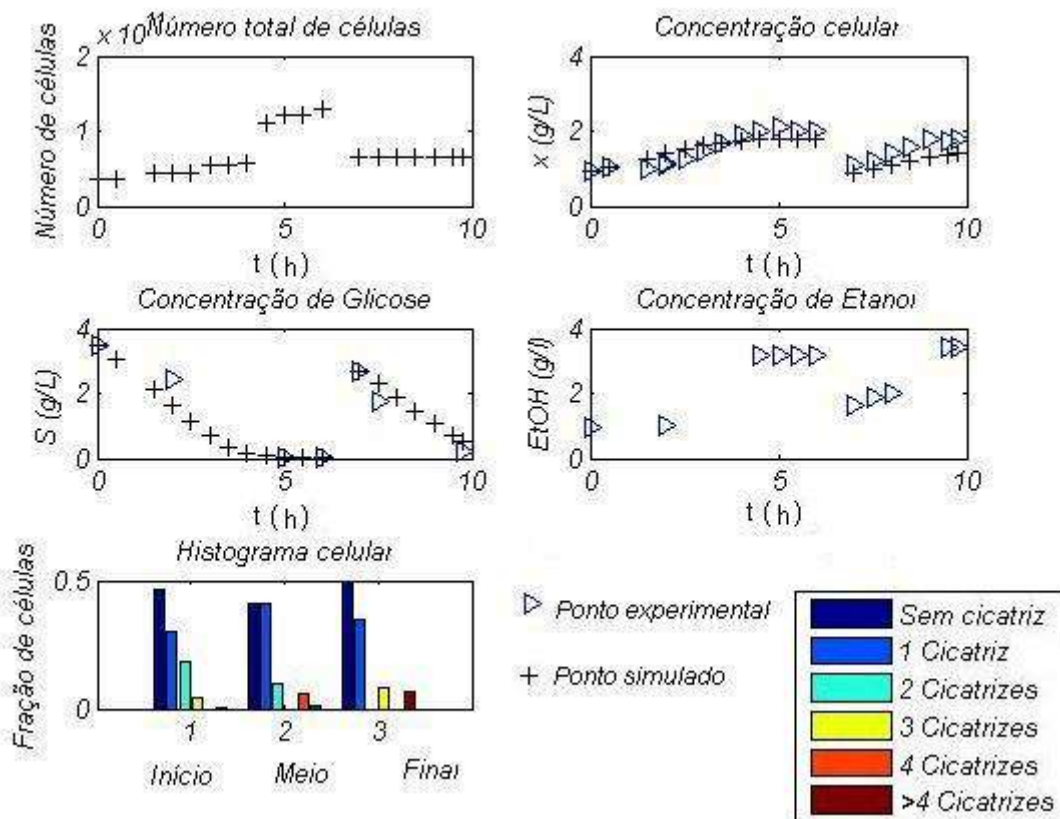 × 10
Número total de células
Número de células
2
1
0
0
5
10
t (h)
Concentração celular
x (g/L)
4
2
0
0
5
10
t (h)
Concentração de Glicose
S (g/L)
4
2
0
0
5
10
t (h)
Concentração de Etanol
EtOH (g/l)
4
2
0
0
5
10
t (h)
Histograma celular
Fração de células
0.5
0
1
2
3
Início
Meio
Final
Ponto experimental
Ponto simulado
Sem cicatriz
1 Cicatriz
2 Cicatrizes
3 Cicatrizes
4 Cicatrizes
>4 Cicatrizes